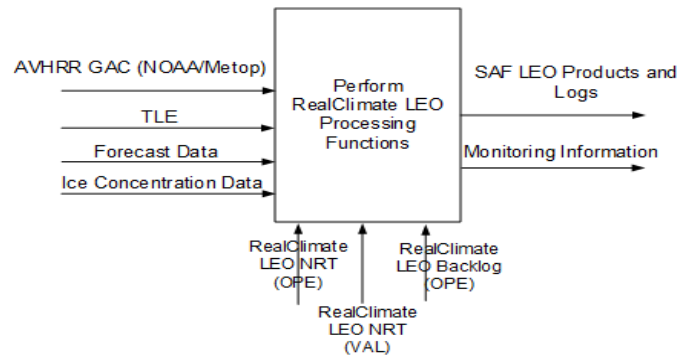 AVHRR GAC (NOAA/Metop)
TLE
Forecast Data
Ice Concentration Data
Perform
RealClimate LEO
Processing
Functions
SAF LEO Products and
Logs
Monitoring Information
RealClimate
LEO NRT
(OPE)
RealClimate
LEO NRT
(VAL)
RealClimate
LEO Backlog
(OPE)